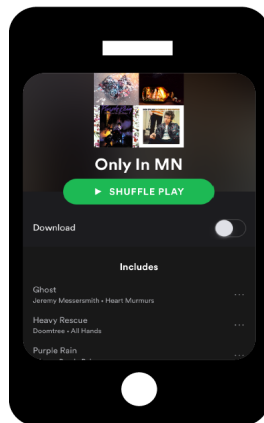 Only In MN
SHUFFLE PLAY
Download
Includes
Ghost
Jeremy Messersmith • Heart Murmurs
Heavy Rescue
Doomtree • All Hands
Purple Rain